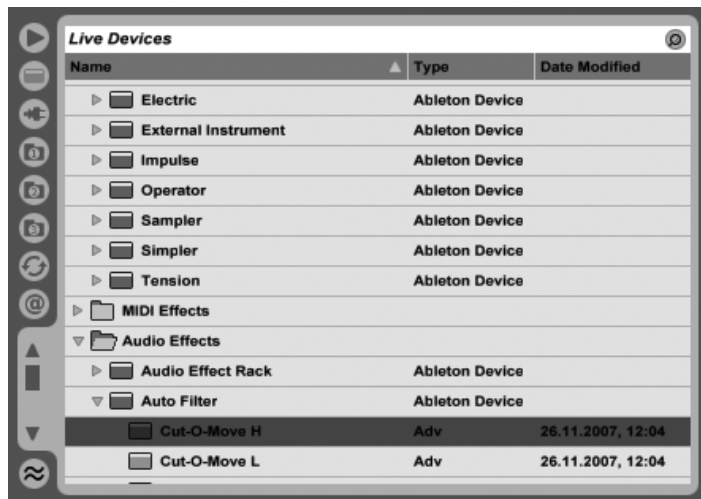 Live Devices
Name Type Date Modified
Electric Ableton Device
External Instrument Ableton Device
Impulse Ableton Device
Operator Ableton Device
Sampler Ableton Device
Simpler Ableton Device
Tension Ableton Device
MIDI Effects
Audio Effects
Audio Effect Rack Ableton Device
Auto Filter Ableton Device
Cut-O-Move H Adv 26.11.2007, 12:04
Cut-O-Move L Adv 26.11.2007, 12:04
1
2
3
@